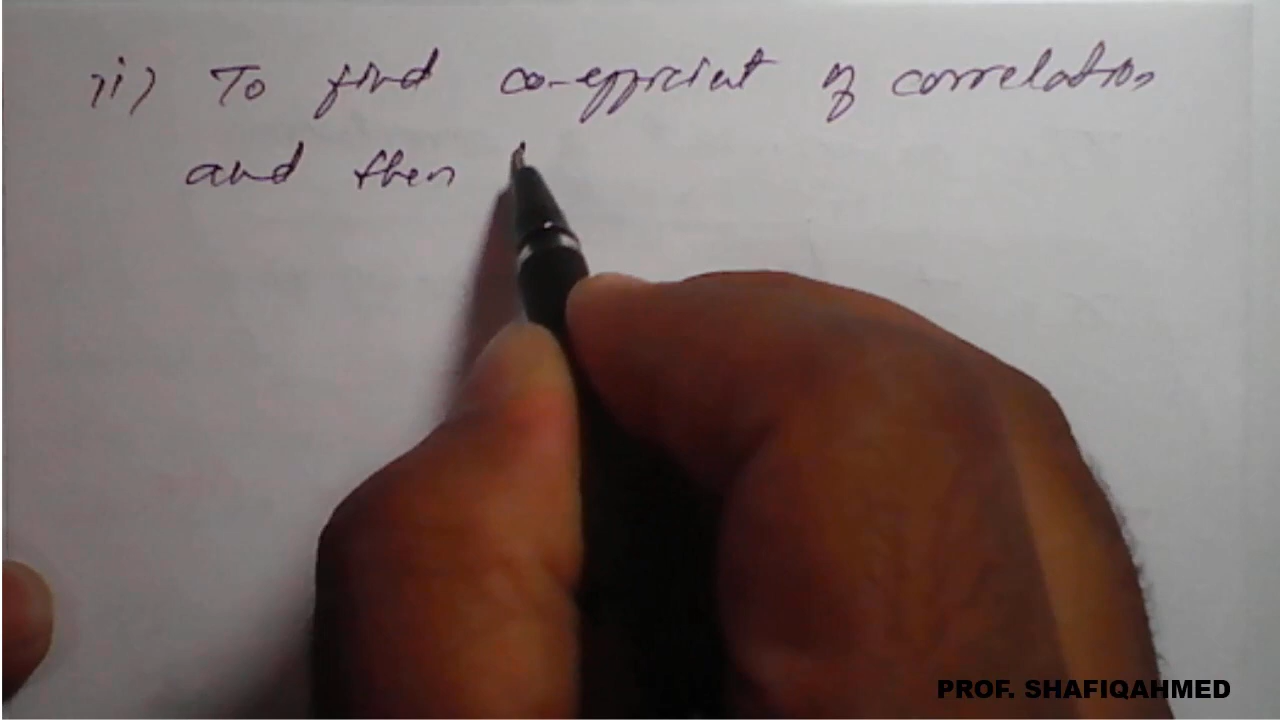 ii) To find co-efficient of correlation
and then
PROF. SHAFIQAHMED